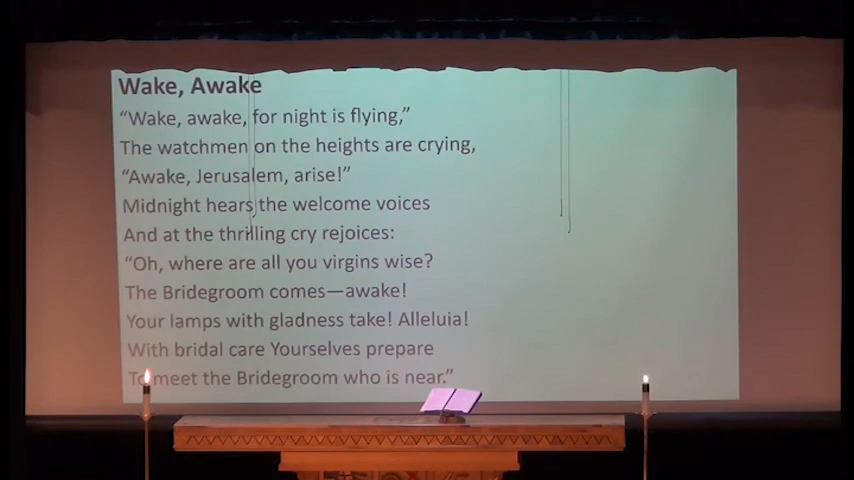 Wake, Awake
“Wake, awake, for night is flying,”
The watchmen on the heights are crying,
“Awake, Jerusalem, arise!”
Midnight hears the welcome voices
And at the thrilling cry rejoices:
“Oh, where are all you virgins wise?
The Bridegroom comes—awake!
Your lamps with gladness take! Alleluia!
With bridal care Yourselves prepare
To meet the Bridegroom who is near.”